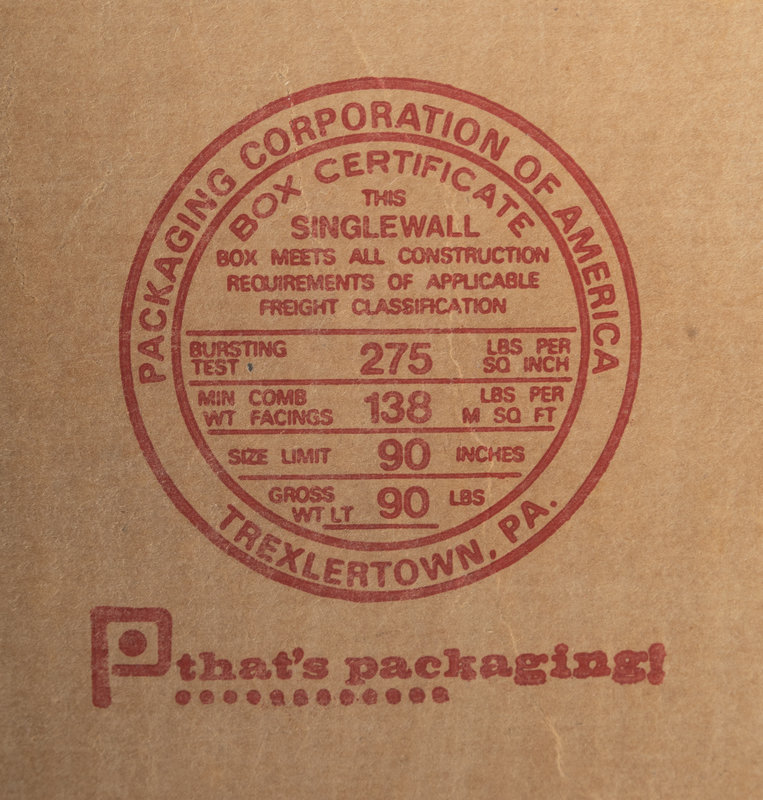 PACKAGING CORPORATION OF AMERICA
BOX CERTIFICATE
THIS
SINGLEWALL
BOX MEETS ALL CONSTRUCTION
REQUIREMENTS OF APPLICABLE
FREIGHT CLASSIFICATION
BURSTING TEST 275 LBS PER SQ INCH
MIN COMB WT FACINGS 138 LBS PER M SQ FT
SIZE LIMIT 90 INCHES
GROSS WT LT 90 LBS
TREXLERTOWN, PA.
P that's packaging!